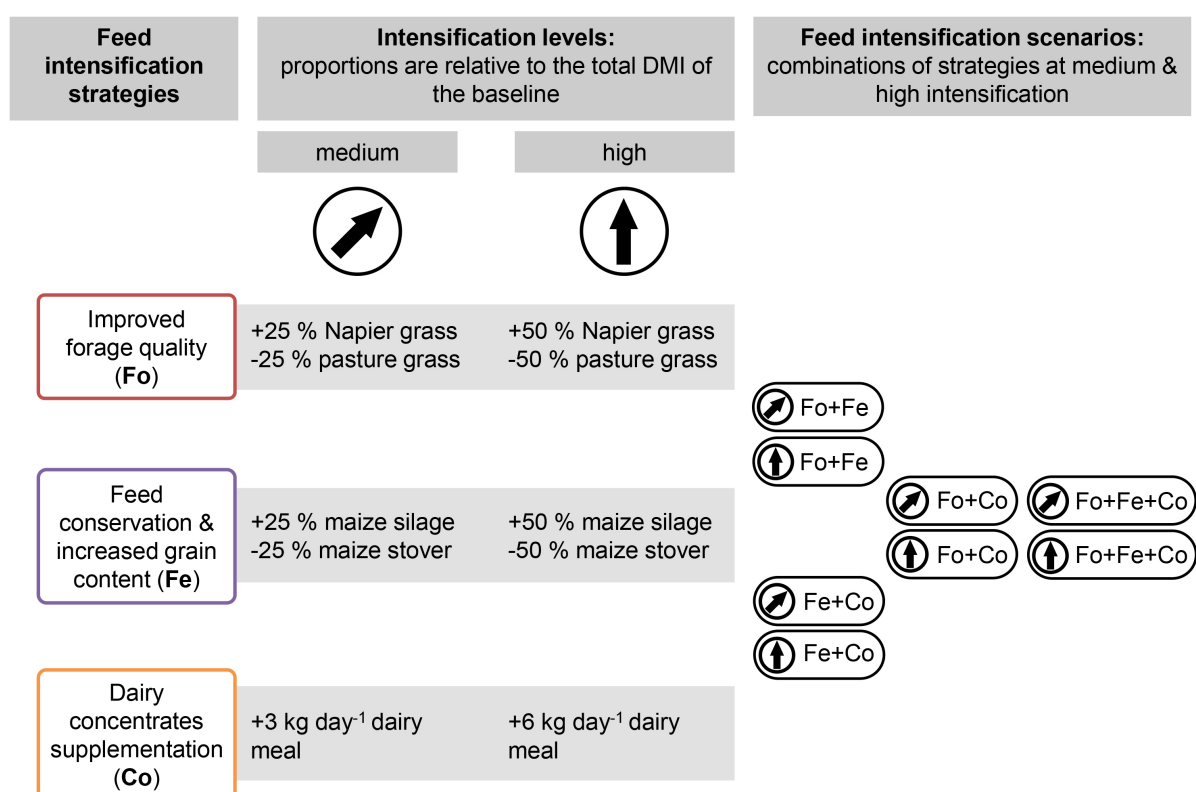 Feed
intensification
strategies
Intensification levels:
proportions are relative to the total DMI of
the baseline
Feed intensification scenarios:
combinations of strategies at medium &
high intensification
medium
high
Improved
forage quality
(Fo)
+25 % Napier grass
-25 % pasture grass
+50 % Napier grass
-50 % pasture grass
Fo+Fe
Fo+Fe
Feed
conservation &
increased grain
content (Fe)
+25 % maize silage
-25 % maize stover
+50 % maize silage
-50 % maize stover
Fo+Co
Fo+Fe+Co
Fo+Co
Fo+Fe+Co
Fe+Co
Fe+Co
Dairy
concentrates
supplementation
(Co)
+3 kg day⁻¹ dairy
meal
+6 kg day⁻¹ dairy
meal